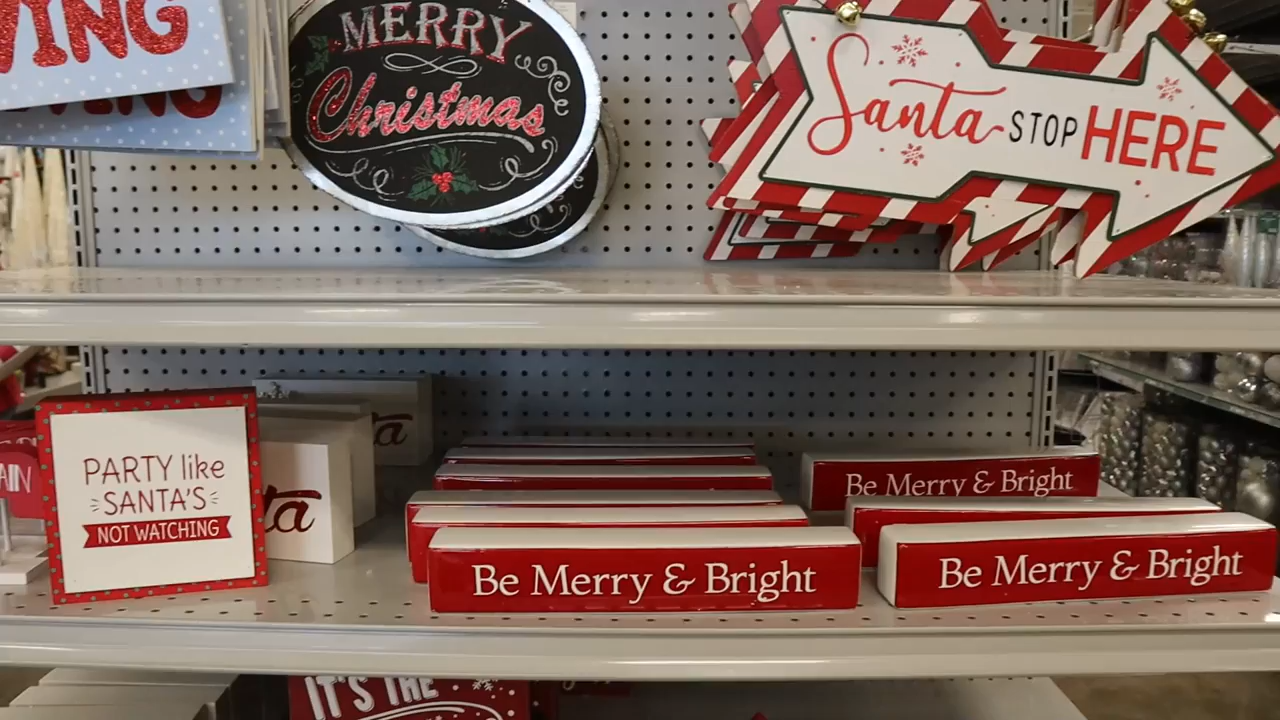 MERRY
Christmas
Santa STOP HERE
PARTY like
SANTA'S
NOT WATCHING
Be Merry & Bright
Be Merry & Bright
Be Merry & Bright
IT'S THE